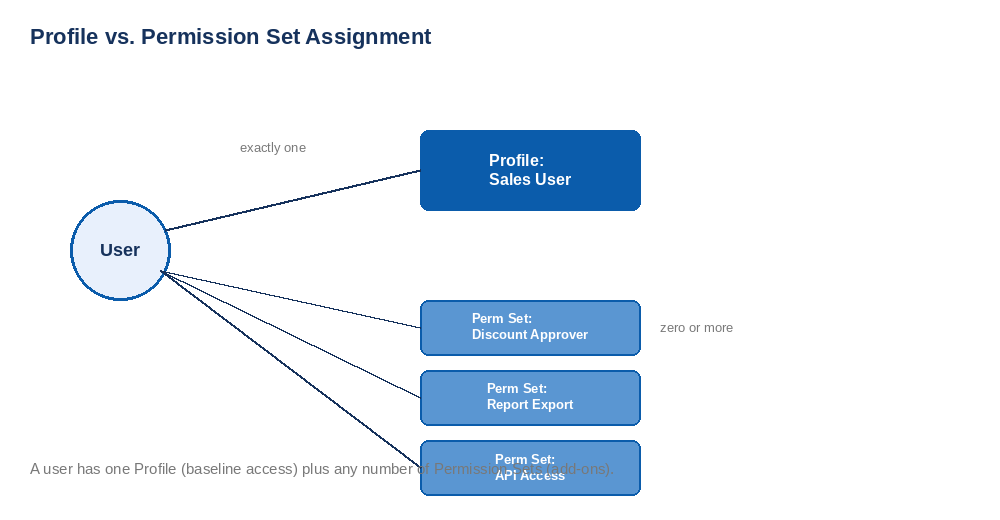 Profile vs. Permission Set Assignment
exactly one
Profile:
Sales User
User
Perm Set:
Discount Approver
zero or more
Perm Set:
Report Export
Perm Set:
API Access
A user has one Profile (baseline access) plus any number of Permission Sets (add-ons).